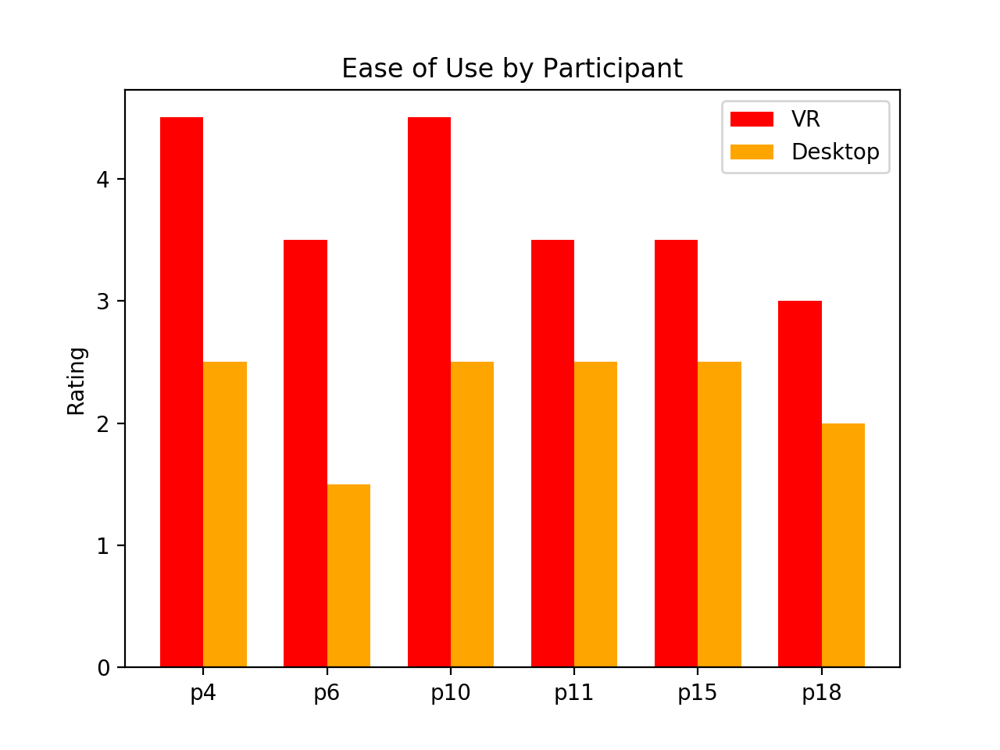 Ease of Use by Participant
VR
Desktop
4
3
2
1
0
Rating
p4 p6 p10 p11 p15 p18